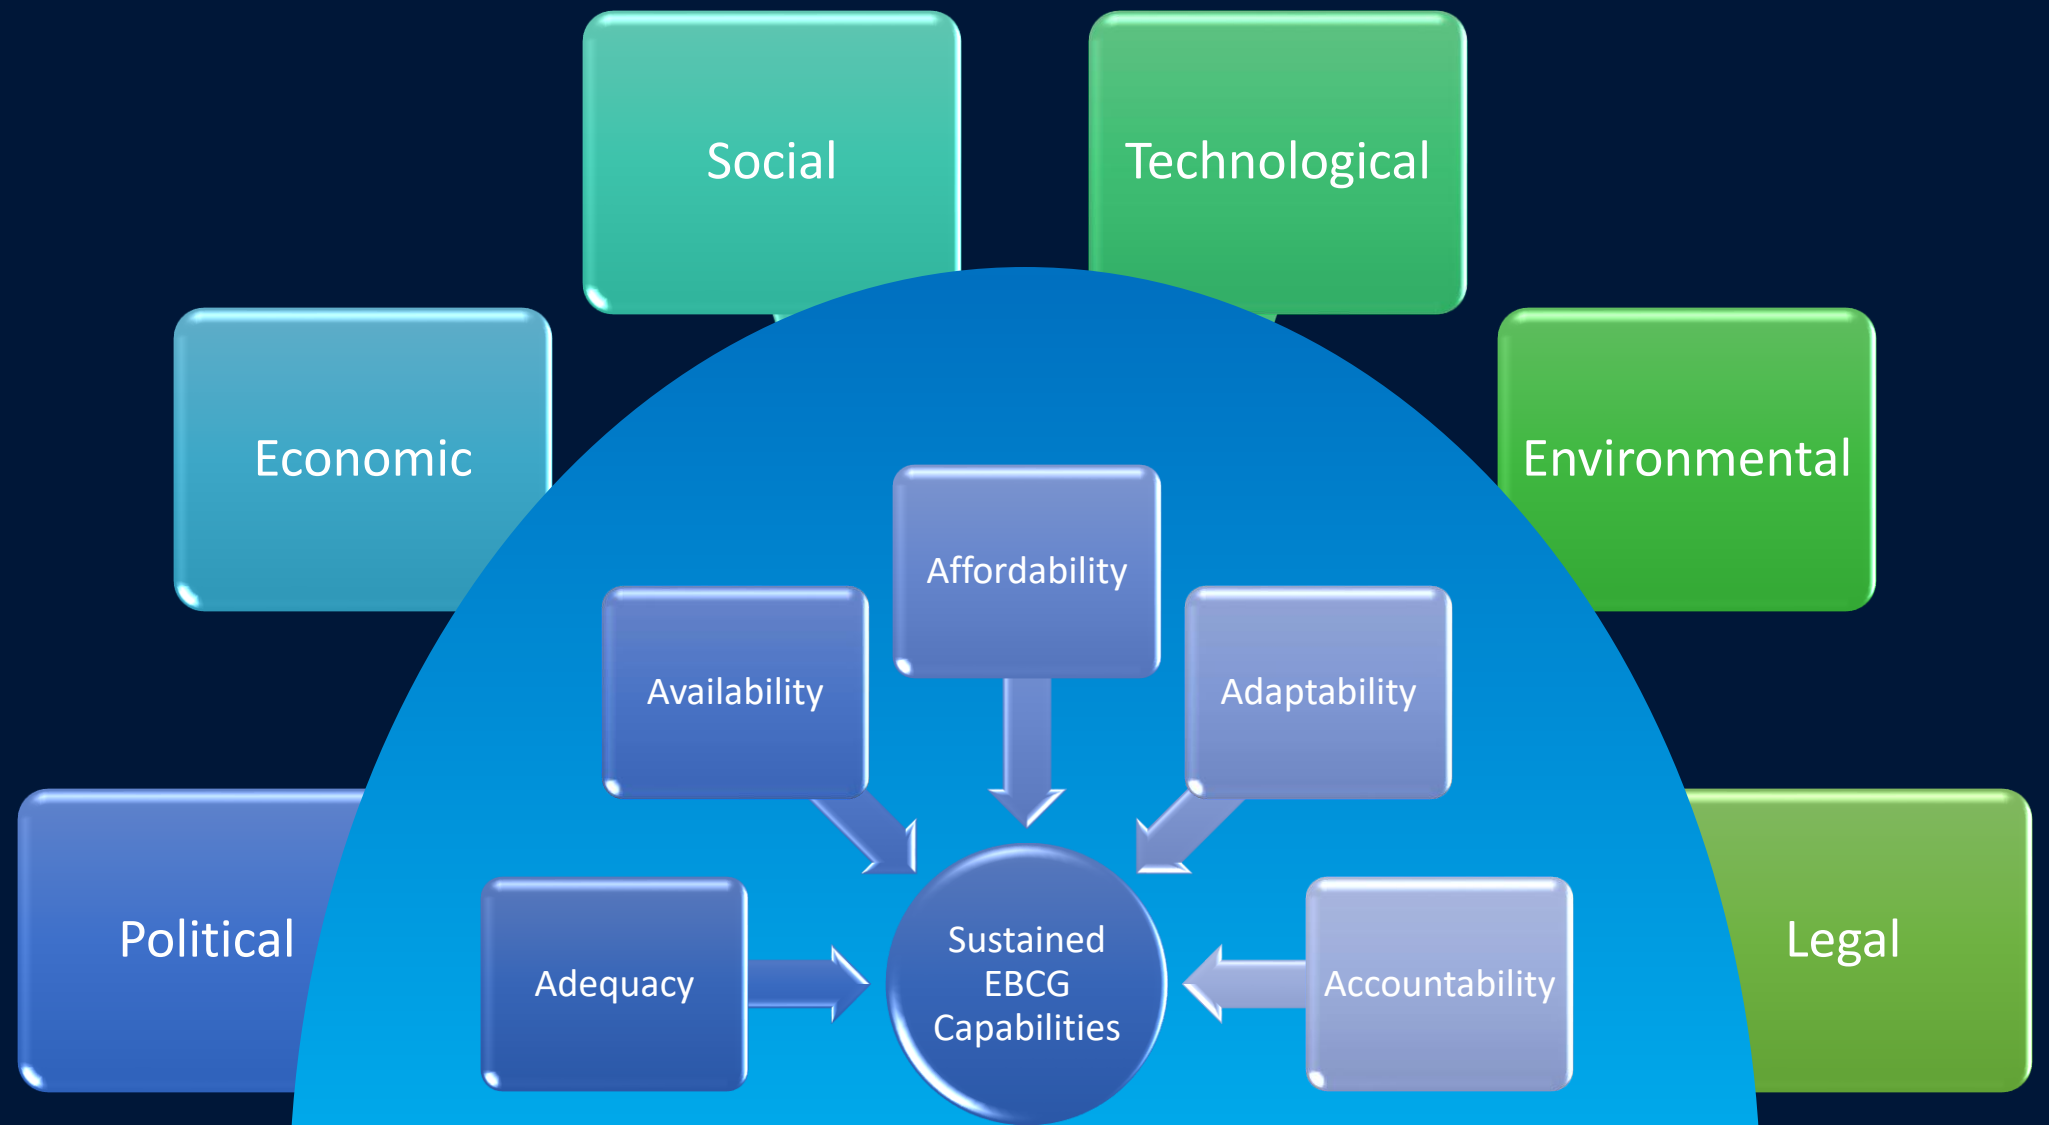 Social
Technological
Economic
Environmental
Affordability
Availability
Adaptability
Political
Legal
Adequacy
Sustained
EBCG
Capabilities
Accountability